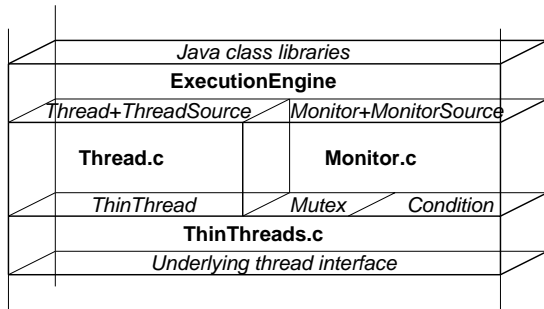 Java class libraries
ExecutionEngine
Thread+ThreadSource Monitor+MonitorSource
Thread.c Monitor.c
ThinThread Mutex Condition
ThinThreads.c
Underlying thread interface